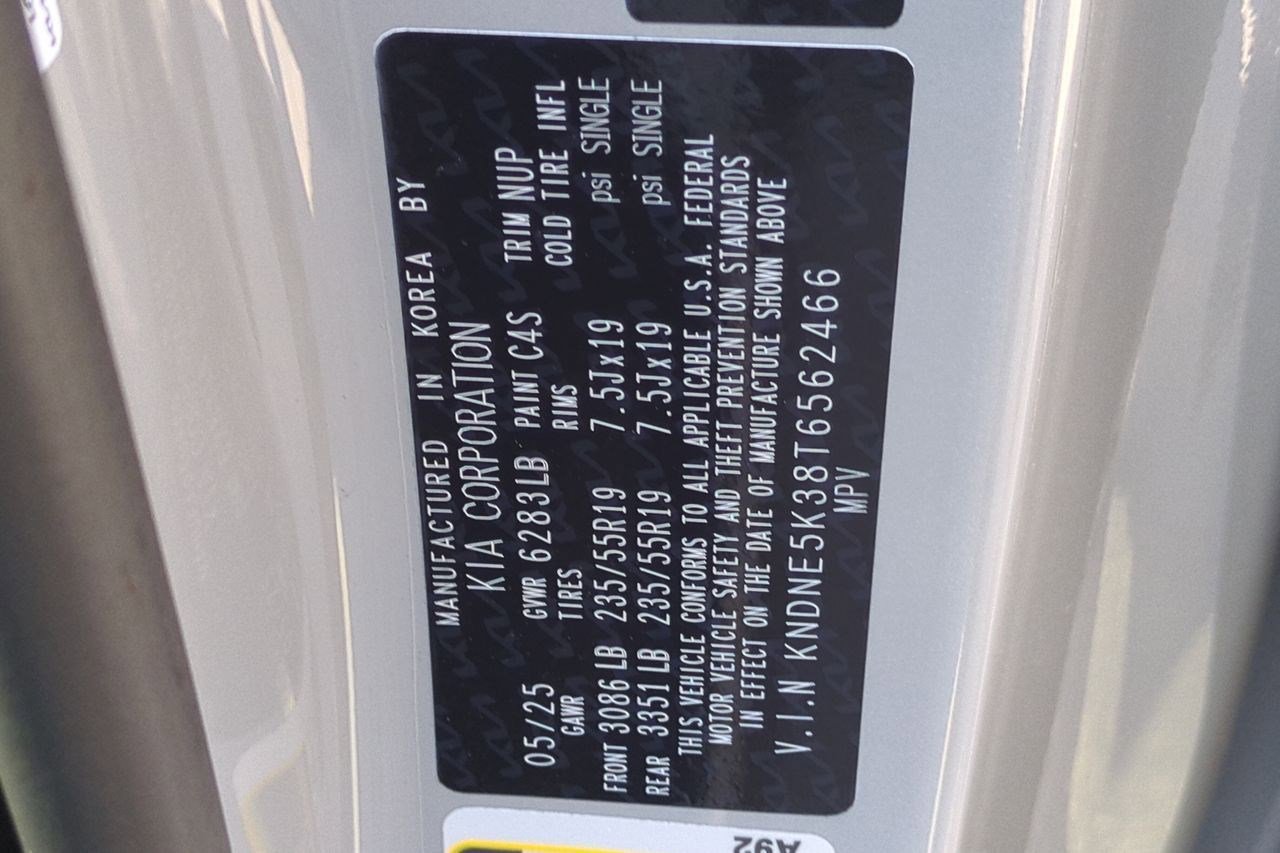 MANUFACTURED IN KOREA BY
KIA CORPORATION
05/25 GVWR 6283LB PAINT C4S TRIM NUP
GAWR TIRES RIMS COLD TIRE INFL
FRONT 3086 LB 235/55R19 7.5Jx19 psi SINGLE
REAR 3351 LB 235/55R19 7.5Jx19 psi SINGLE
THIS VEHICLE CONFORMS TO ALL APPLICABLE U.S.A. FEDERAL
MOTOR VEHICLE SAFETY AND THEFT PREVENTION STANDARDS
IN EFFECT ON THE DATE OF MANUFACTURE SHOWN ABOVE
V.I.N KNDNE5K38T6562466
MPV
A92